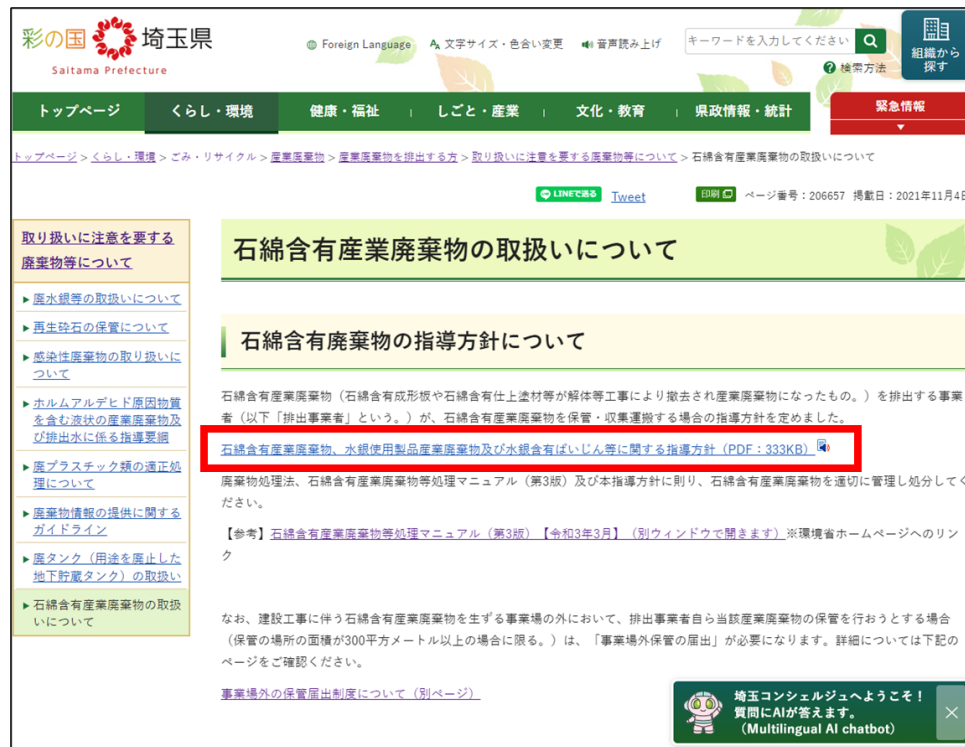 彩の国 埼玉県
Saitama Prefecture
Foreign Language 文字サイズ・色合い変更 音声読み上げ
キーワードを入力してください
検索方法
組織から
探す
トップページ くらし・環境 健康・福祉 しごと・産業 文化・教育 県政情報・統計 緊急情報
トップページ > くらし・環境 > ごみ・リサイクル > 産業廃棄物 > 産業廃棄物を排出する方 > 取り扱いに注意を要する廃棄物等について > 石綿含有産業廃棄物の取扱いについて
LINEで送る Tweet 印刷 ページ番号：206657 掲載日：2021年11月4日
取り扱いに注意を要する
廃棄物等について
廃水銀等の取扱いについて
再生砕石の保管について
感染性廃棄物の取り扱いに
ついて
ホルムアルデヒド原因物質
を含む液状の産業廃棄物及
び排出水に係る指導要綱
廃プラスチック類の適正処
理について
廃棄物情報の提供に関する
ガイドライン
廃タンク（用途を廃止した
地下貯蔵タンク）の取扱い
石綿含有産業廃棄物の取扱
いについて
石綿含有産業廃棄物の取扱いについて
石綿含有廃棄物の指導方針について
石綿含有産業廃棄物（石綿含有成形板や石綿含有仕上塗材等が解体等工事により撤去され産業廃棄物になったもの。）を排出する事業
者（以下「排出事業者」という。）が、石綿含有産業廃棄物を保管・収集運搬する場合の指導方針を定めました。
石綿含有産業廃棄物、水銀使用製品産業廃棄物及び水銀含有ばいじん等に関する指導方針（PDF：333KB）
廃棄物処理法、石綿含有産業廃棄物等処理マニュアル（第3版）及び本指導方針に則り、石綿含有産業廃棄物を適切に管理し処分してく
ださい。
【参考】石綿含有産業廃棄物等処理マニュアル（第3版）【令和3年3月】（別ウィンドウで開きます）※環境省ホームページへのリン
ク
なお、建設工事に伴う石綿含有産業廃棄物を生ずる事業場の外において、排出事業者自ら当該産業廃棄物の保管を行おうとする場合
（保管の場所の面積が300平方メートル以上の場合に限る。）は、「事業場外保管の届出」が必要になります。詳細については下記の
ページをご確認ください。
事業場外の保管届出制度について（別ページ）
埼玉コンシェルジュへようこそ！
質問にAIが答えます。
(Multilingual AI chatbot)